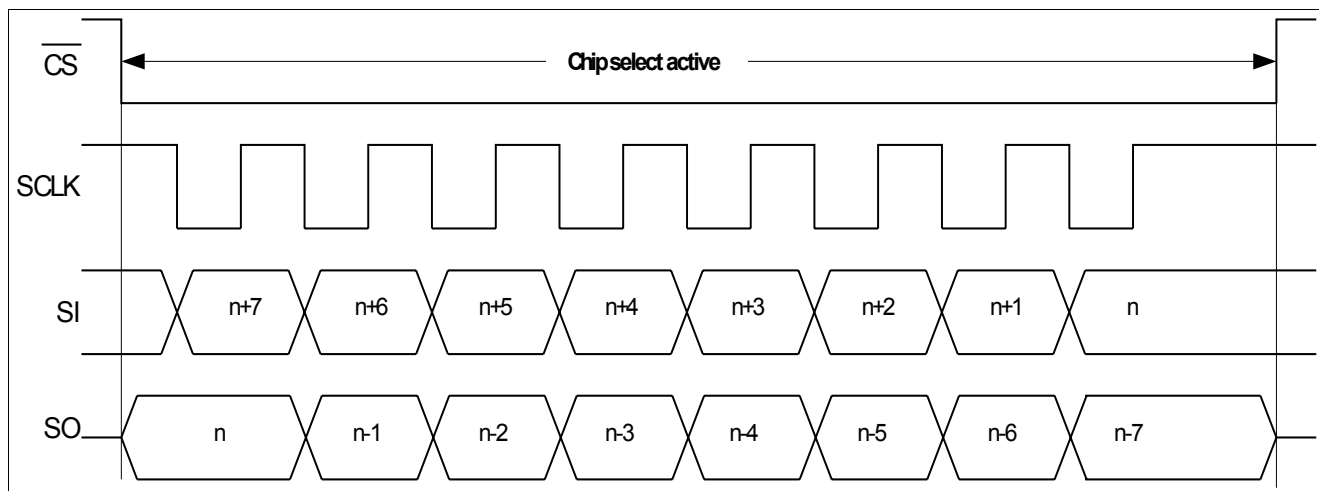 CS
Chip select active
SCLK
SI
n+7 n+6 n+5 n+4 n+3 n+2 n+1 n
SO
n n-1 n-2 n-3 n-4 n-5 n-6 n-7